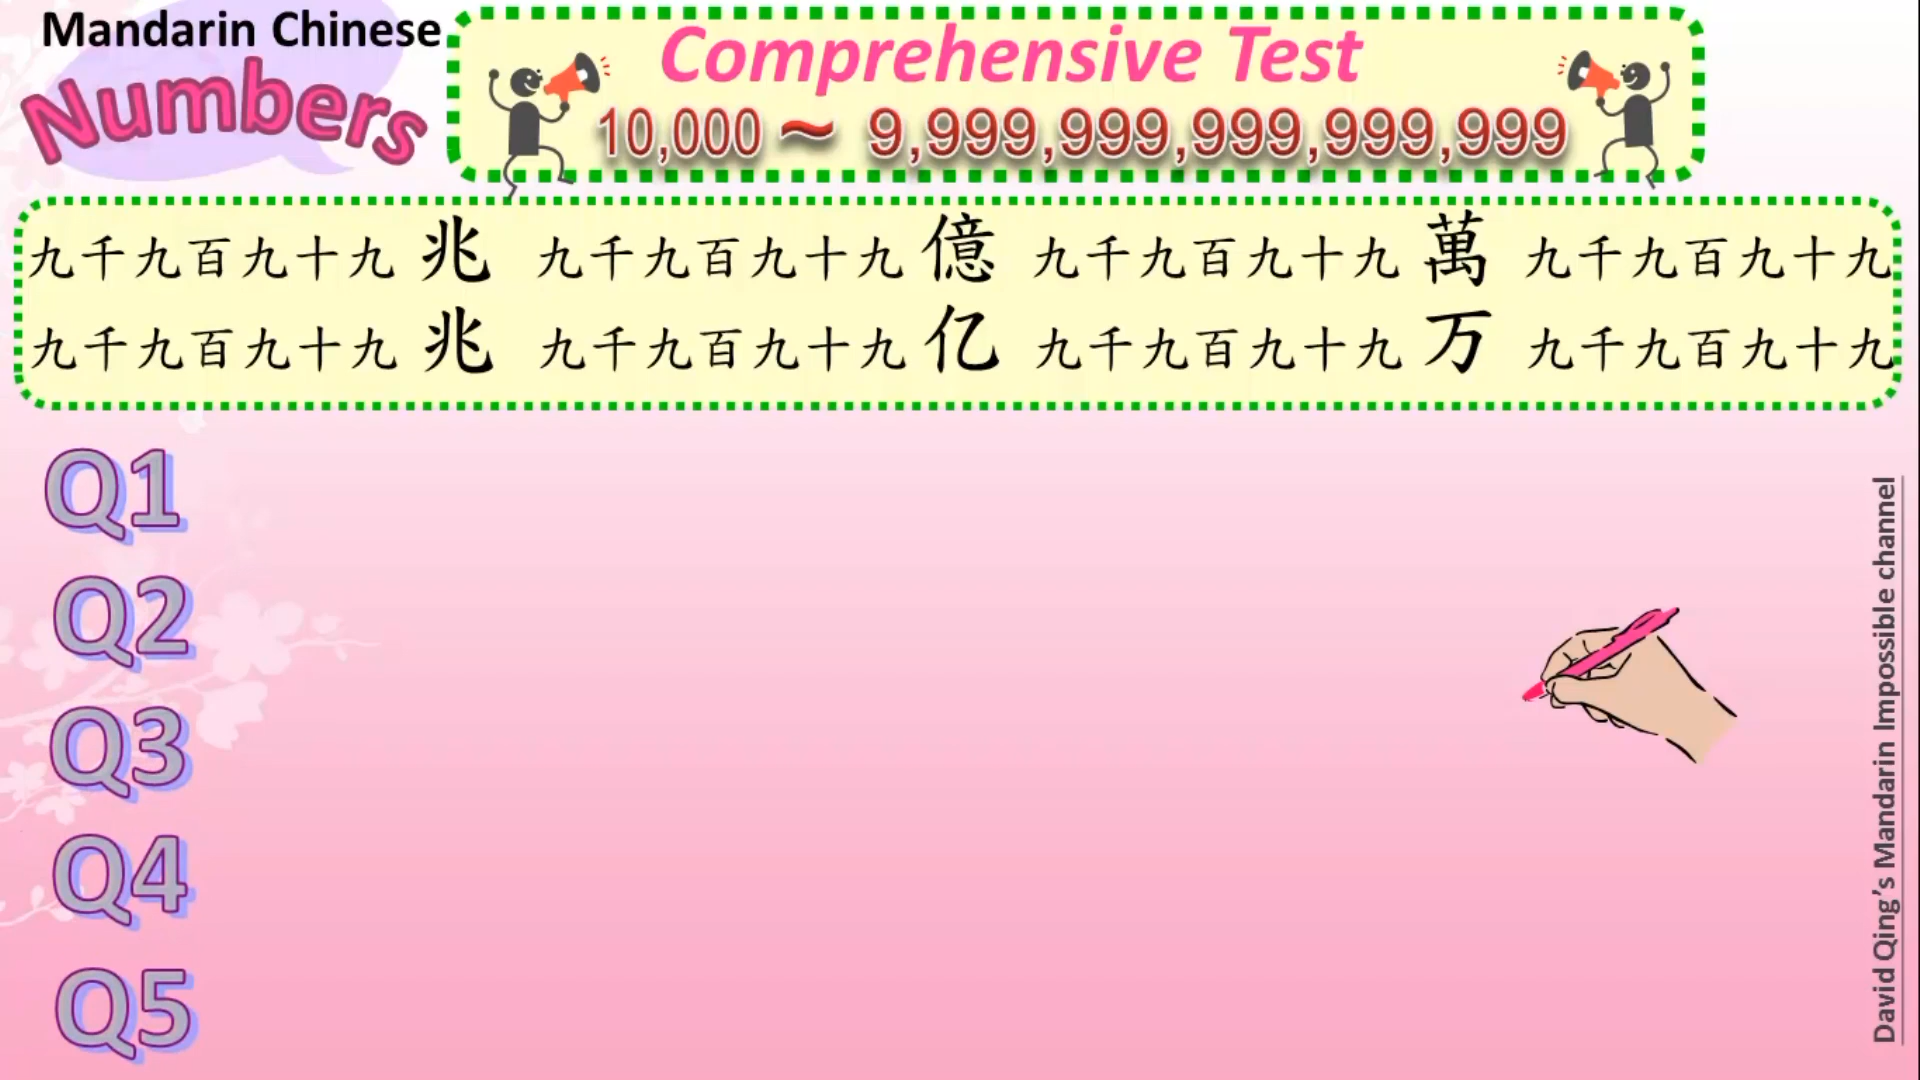 Mandarin Chinese
Numbers
Comprehensive Test
10,000 ~ 9,999,999,999,999,999
九千九百九十九 兆 九千九百九十九 億 九千九百九十九 萬 九千九百九十九
九千九百九十九 兆 九千九百九十九 亿 九千九百九十九 万 九千九百九十九
Q1
Q2
Q3
Q4
Q5
David Qing's Mandarin Impossible channel